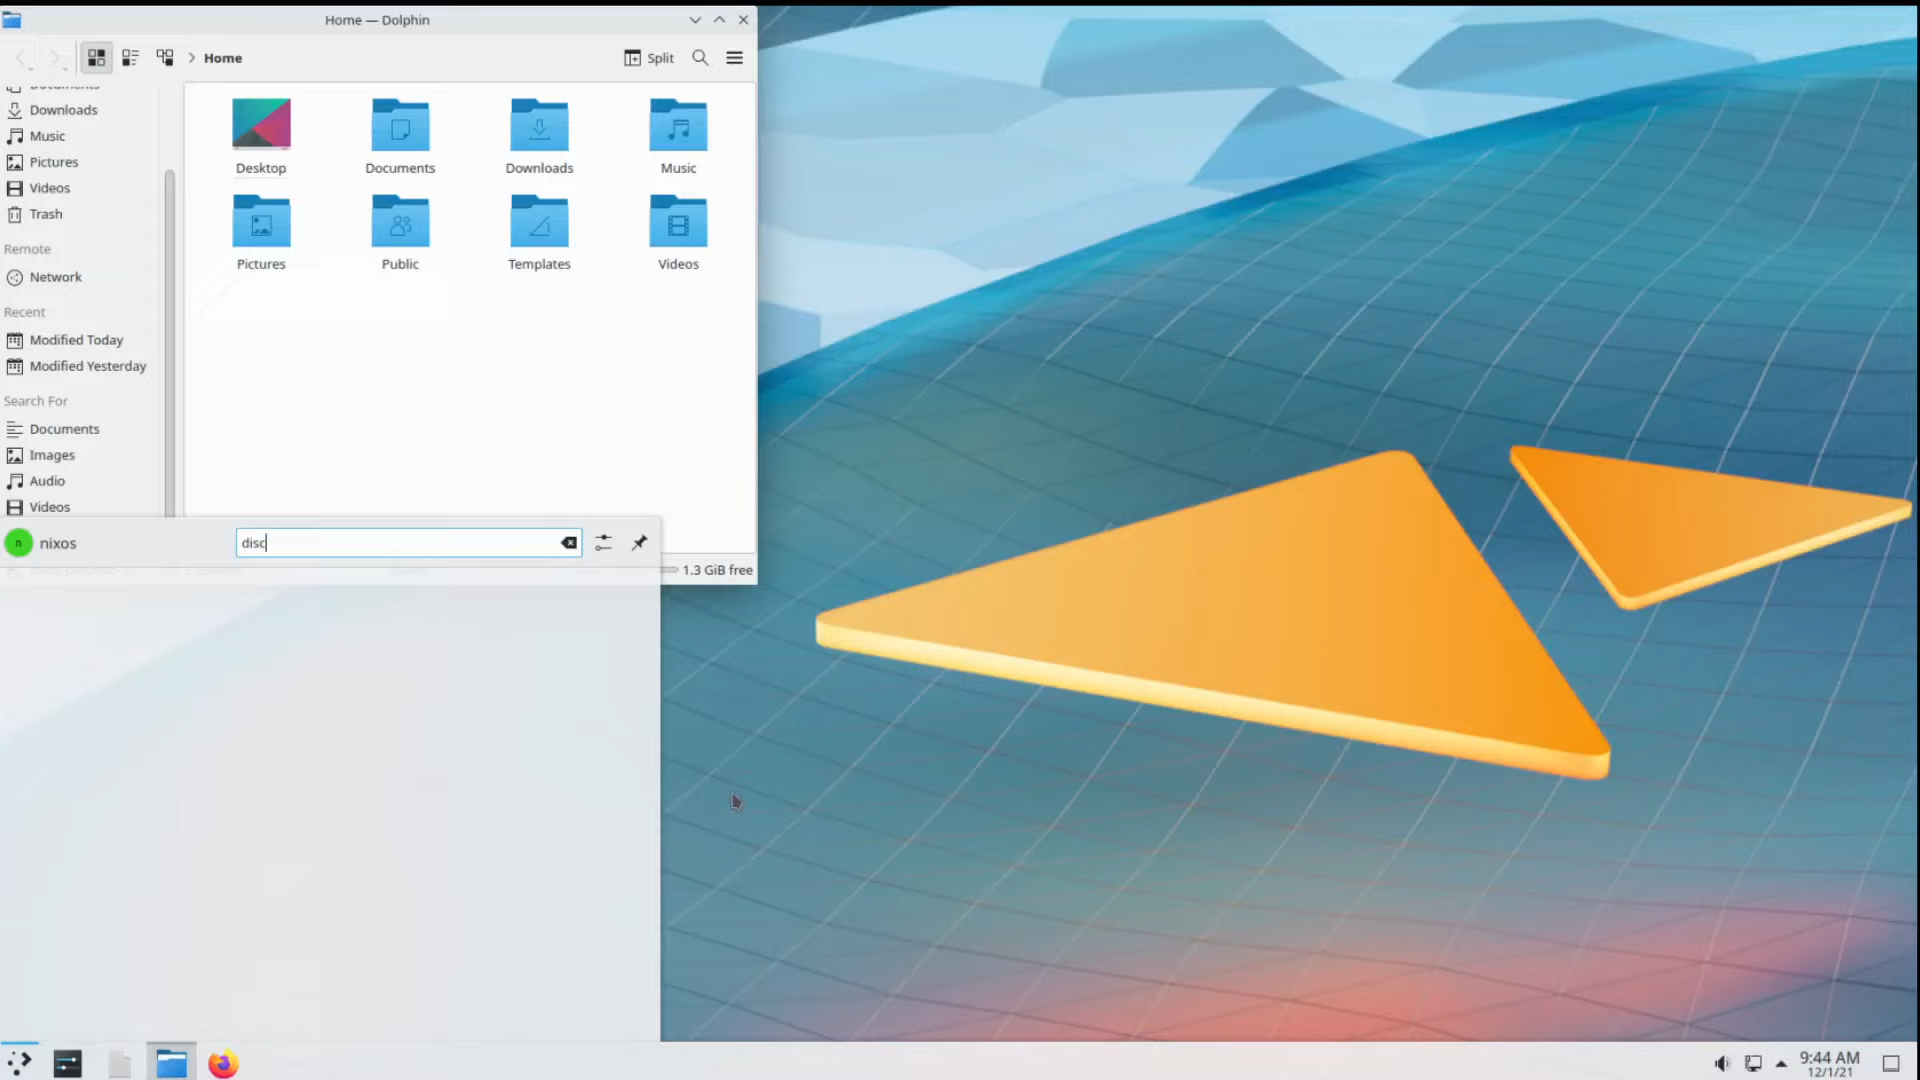 Home — Dolphin
Home
Split
Documents
Downloads
Music
Pictures
Videos
Trash
Remote
Network
Recent
Modified Today
Modified Yesterday
Search For
Documents
Images
Audio
Videos
Desktop
Documents
Downloads
Music
Pictures
Public
Templates
Videos
1.3 GiB free
n
nixos
disc
9:44 AM
12/1/21